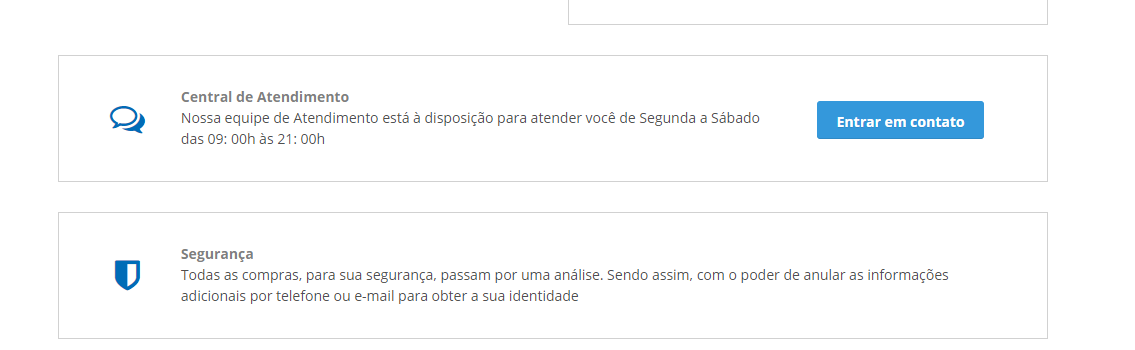 Central de Atendimento
Nossa equipe de Atendimento está à disposição para atender você de Segunda a Sábado
das 09: 00h às 21: 00h
Entrar em contato
Segurança
Todas as compras, para sua segurança, passam por uma análise. Sendo assim, com o poder de anular as informações
adicionais por telefone ou e-mail para obter a sua identidade